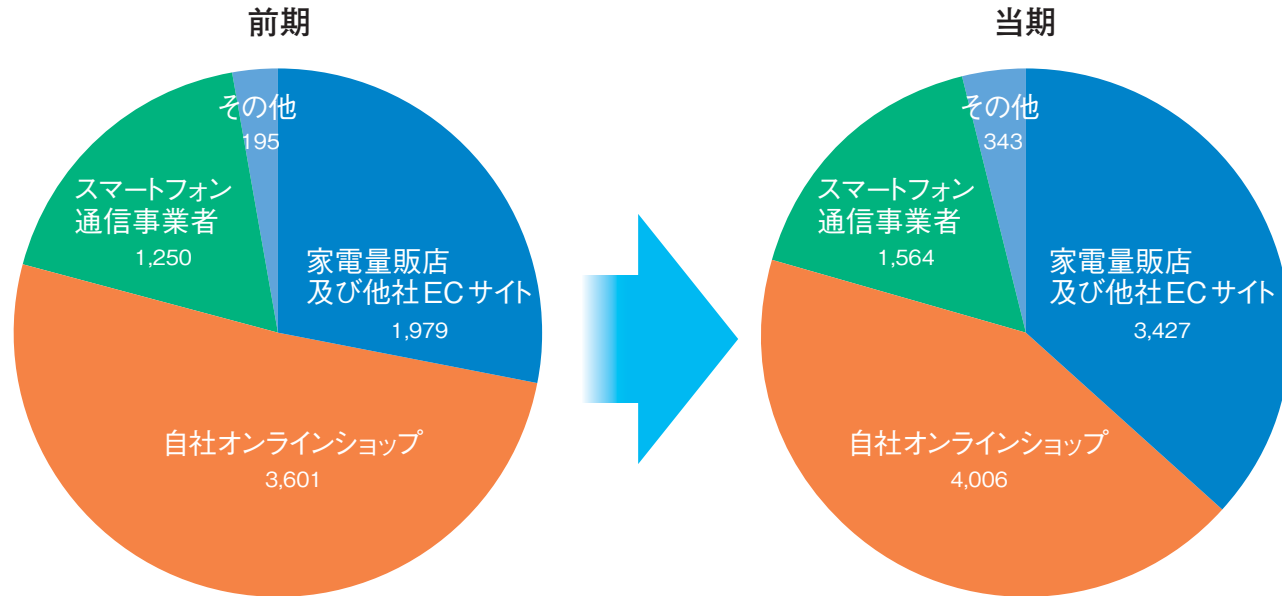 前期
その他
195
スマートフォン
通信事業者
1,250
家電量販店
及び他社ECサイト
1,979
自社オンラインショップ
3,601
当期
その他
343
スマートフォン
通信事業者
1,564
家電量販店
及び他社ECサイト
3,427
自社オンラインショップ
4,006